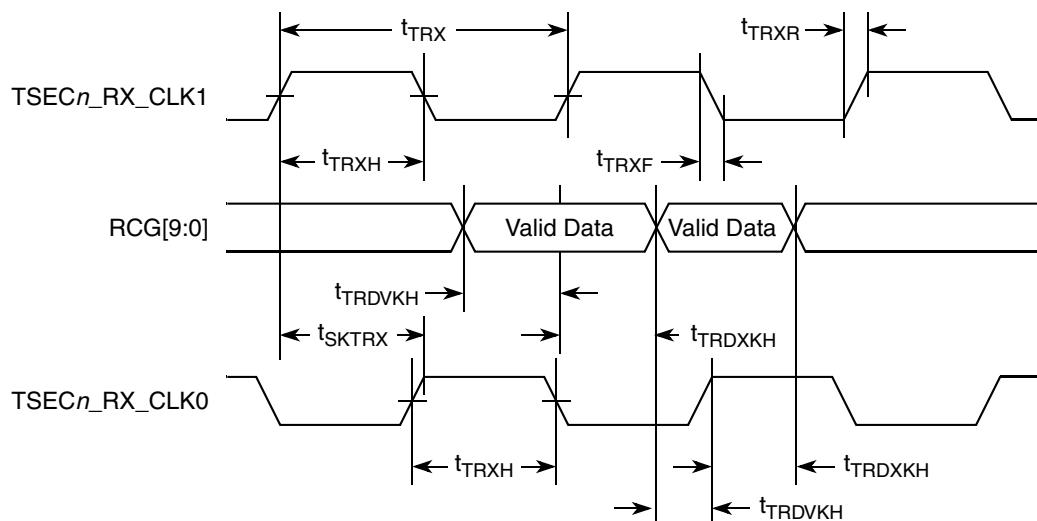 tTRX
tTRXR
TSECn_RX_CLK1
tTRXH
tTRXF
RCG[9:0]
Valid Data
Valid Data
tTRDVKH
tSKTRX
tTRDXKH
TSECn_RX_CLK0
tTRXH
tTRDXKH
tTRDVKH